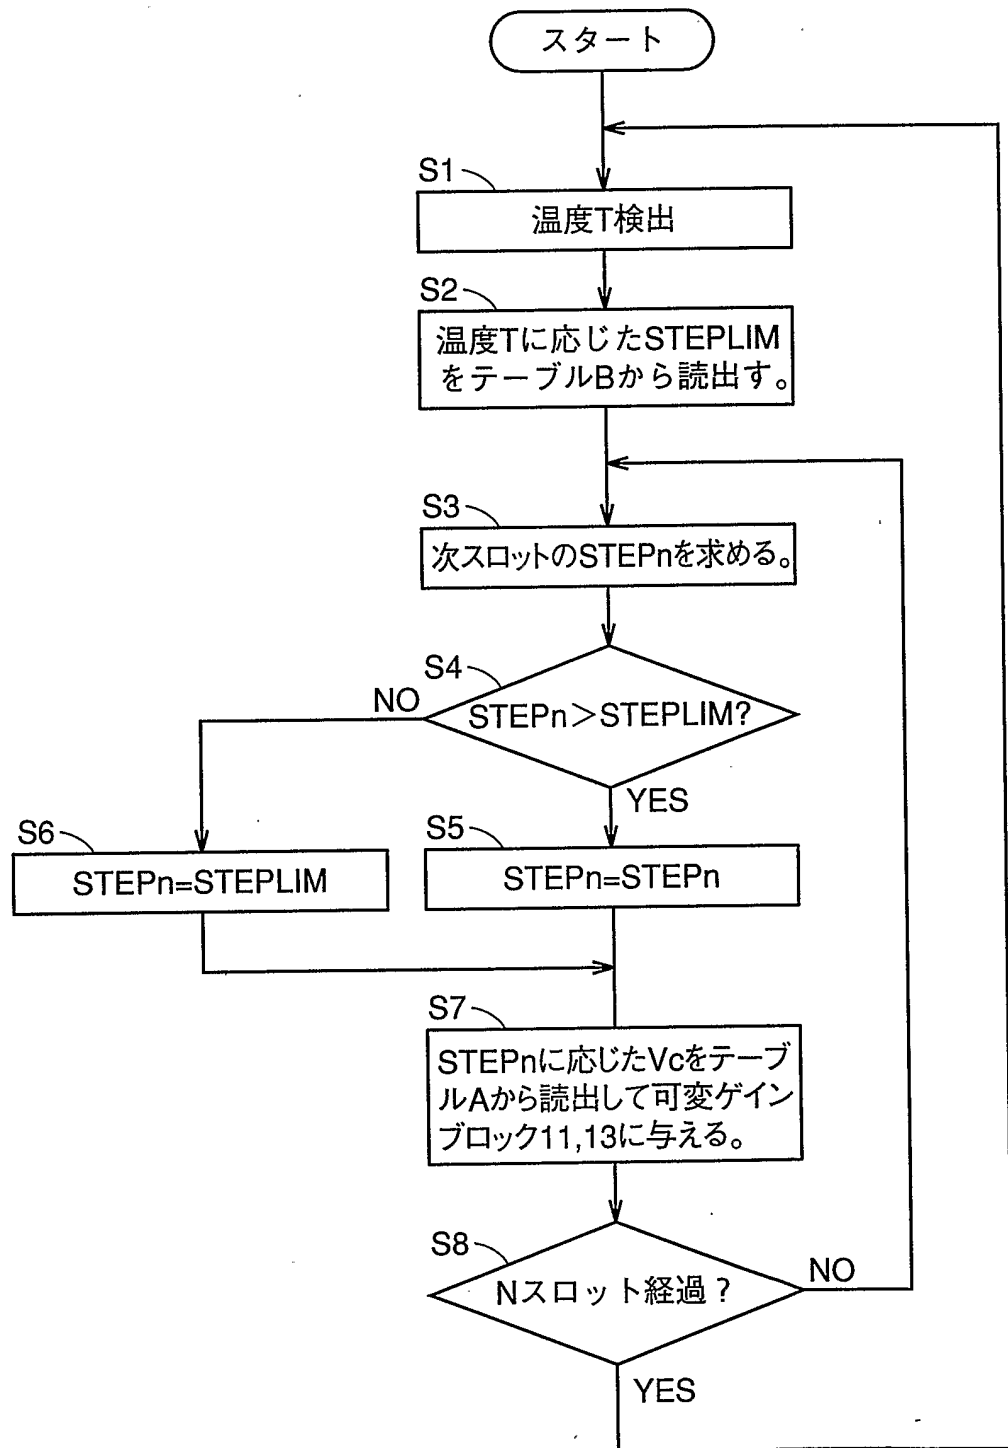 スタート
S1
温度T検出
S2
温度Tに応じたSTEPLIM
をテーブルBから読出す。
S3
次スロットのSTEPnを求める。
S4
STEPn＞STEPLIM?
NO
YES
S6
STEPn=STEPLIM
S5
STEPn=STEPn
S7
STEPnに応じたVcをテーブ
ルAから読出して可変ゲイン
ブロック11,13に与える。
S8
Nスロット経過？
NO
YES